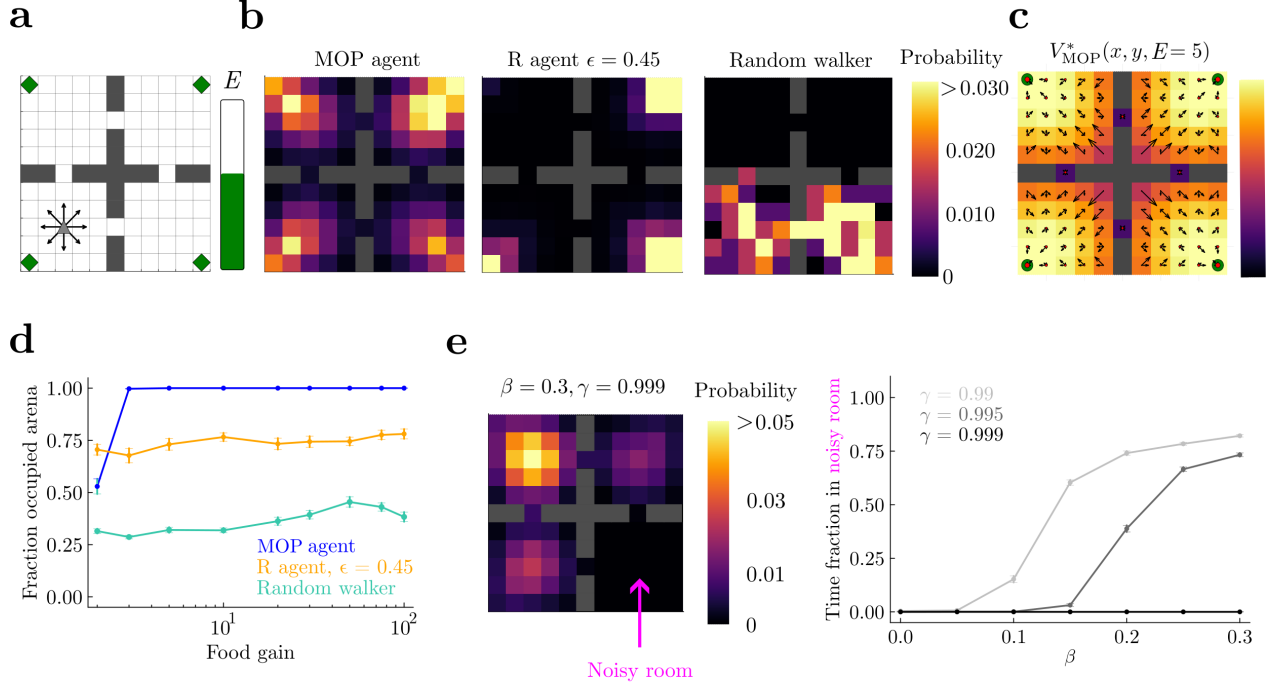 a
b
c
E
MOP agent
R agent ϵ = 0.45
Random walker
Probability
>0.030
0.020
0.010
0
V*MOP(x, y, E = 5)
d
Fraction occupied arena
1.00
0.75
0.50
0.25
0.00
MOP agent
R agent, ϵ = 0.45
Random walker
10¹
10²
Food gain
e
β = 0.3, γ = 0.999
Probability
>0.05
0.03
0.01
0
Noisy room
Time fraction in noisy room
1.00
0.75
0.50
0.25
0.00
γ = 0.99
γ = 0.995
γ = 0.999
0.0 0.1 0.2 0.3
β